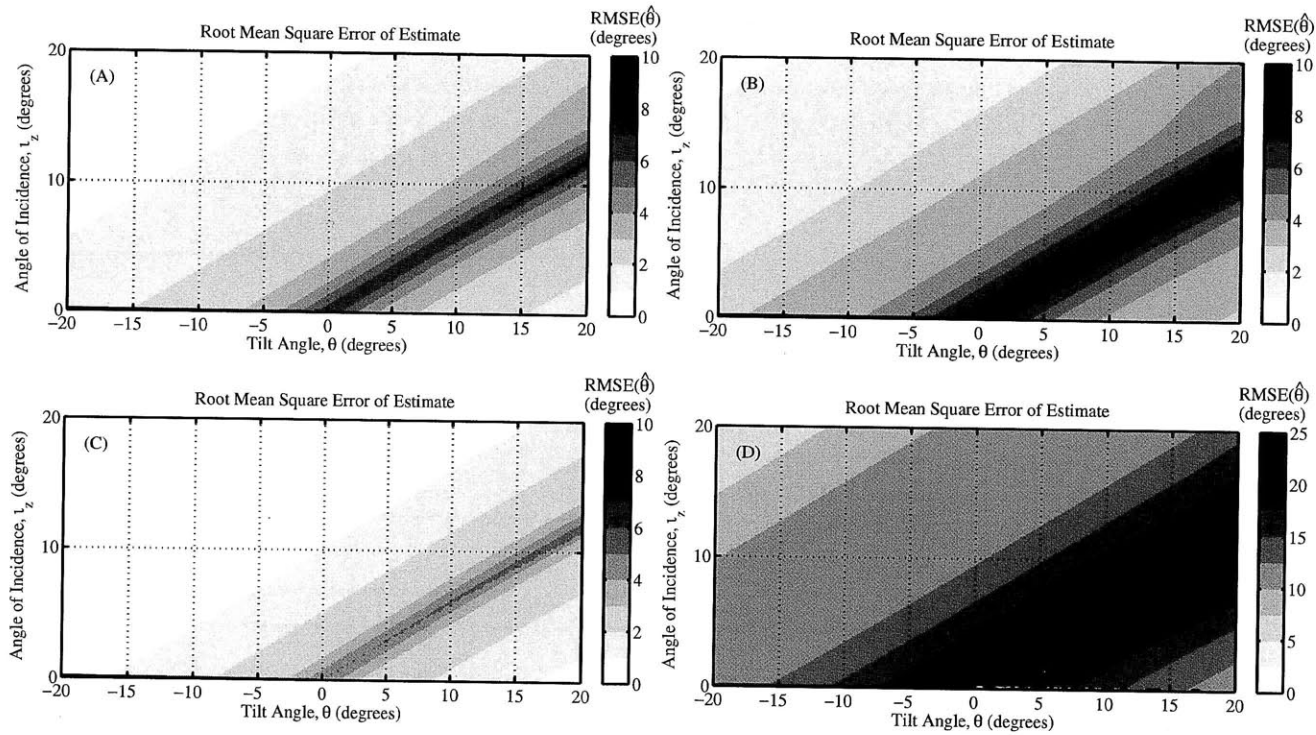 Root Mean Square Error of Estimate
RMSE(θ̂)
(degrees)
(A)
Angle of Incidence, ι_z (degrees)
20
10
0
−20 −15 −10 −5 0 5 10 15 20
Tilt Angle, θ (degrees)
10
8
6
4
2
0
Root Mean Square Error of Estimate
RMSE(θ̂)
(degrees)
(B)
Angle of Incidence, ι_z (degrees)
20
10
0
−20 −15 −10 −5 0 5 10 15 20
Tilt Angle, θ (degrees)
10
8
6
4
2
0
Root Mean Square Error of Estimate
RMSE(θ̂)
(degrees)
(C)
Angle of Incidence, ι_z (degrees)
20
10
0
−20 −15 −10 −5 0 5 10 15 20
Tilt Angle, θ (degrees)
10
8
6
4
2
0
Root Mean Square Error of Estimate
RMSE(θ̂)
(degrees)
(D)
Angle of Incidence, ι_z (degrees)
20
10
0
−20 −15 −10 −5 0 5 10 15 20
Tilt Angle, θ (degrees)
25
20
15
10
5
0